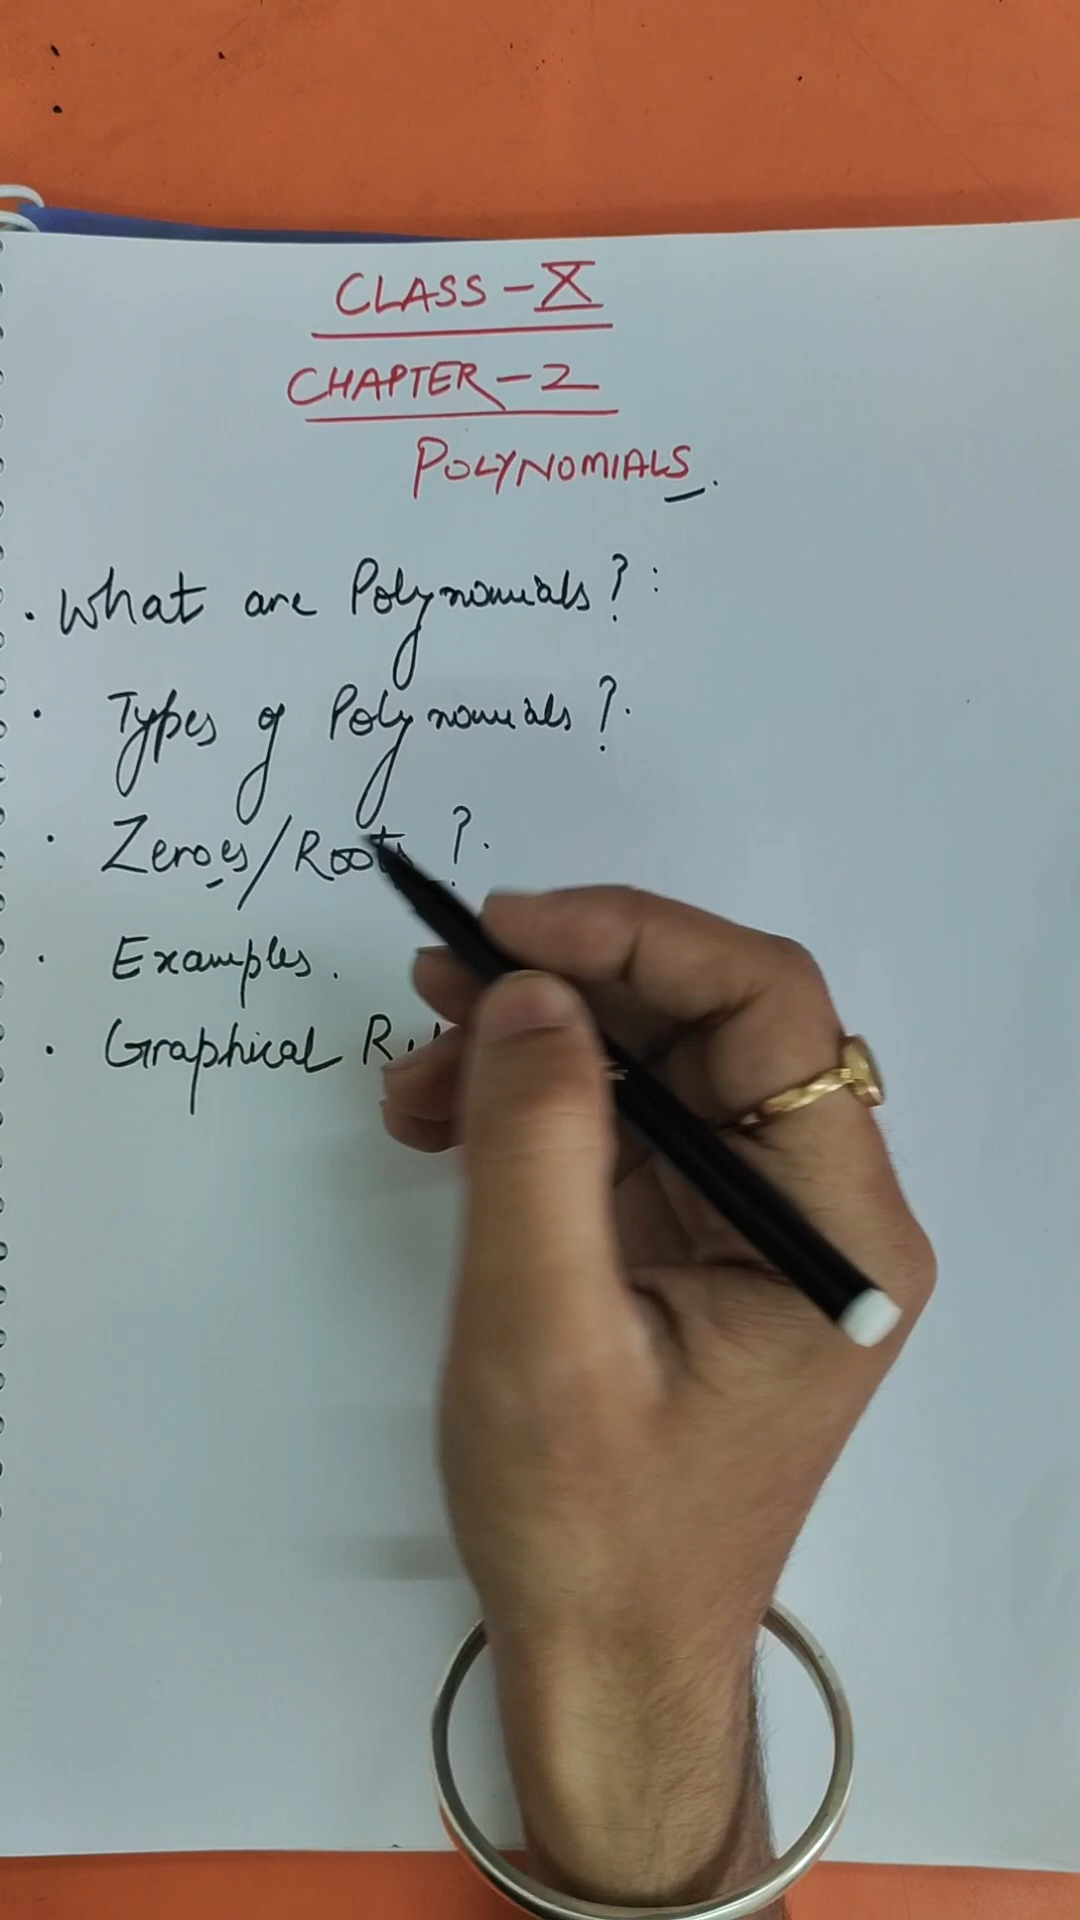 CLASS - X
CHAPTER - 2
POLYNOMIALS.
. What are Polynomials? :
. Types of Polynomials ?.
. Zeroes/Roots ?.
. Examples.
. Graphical